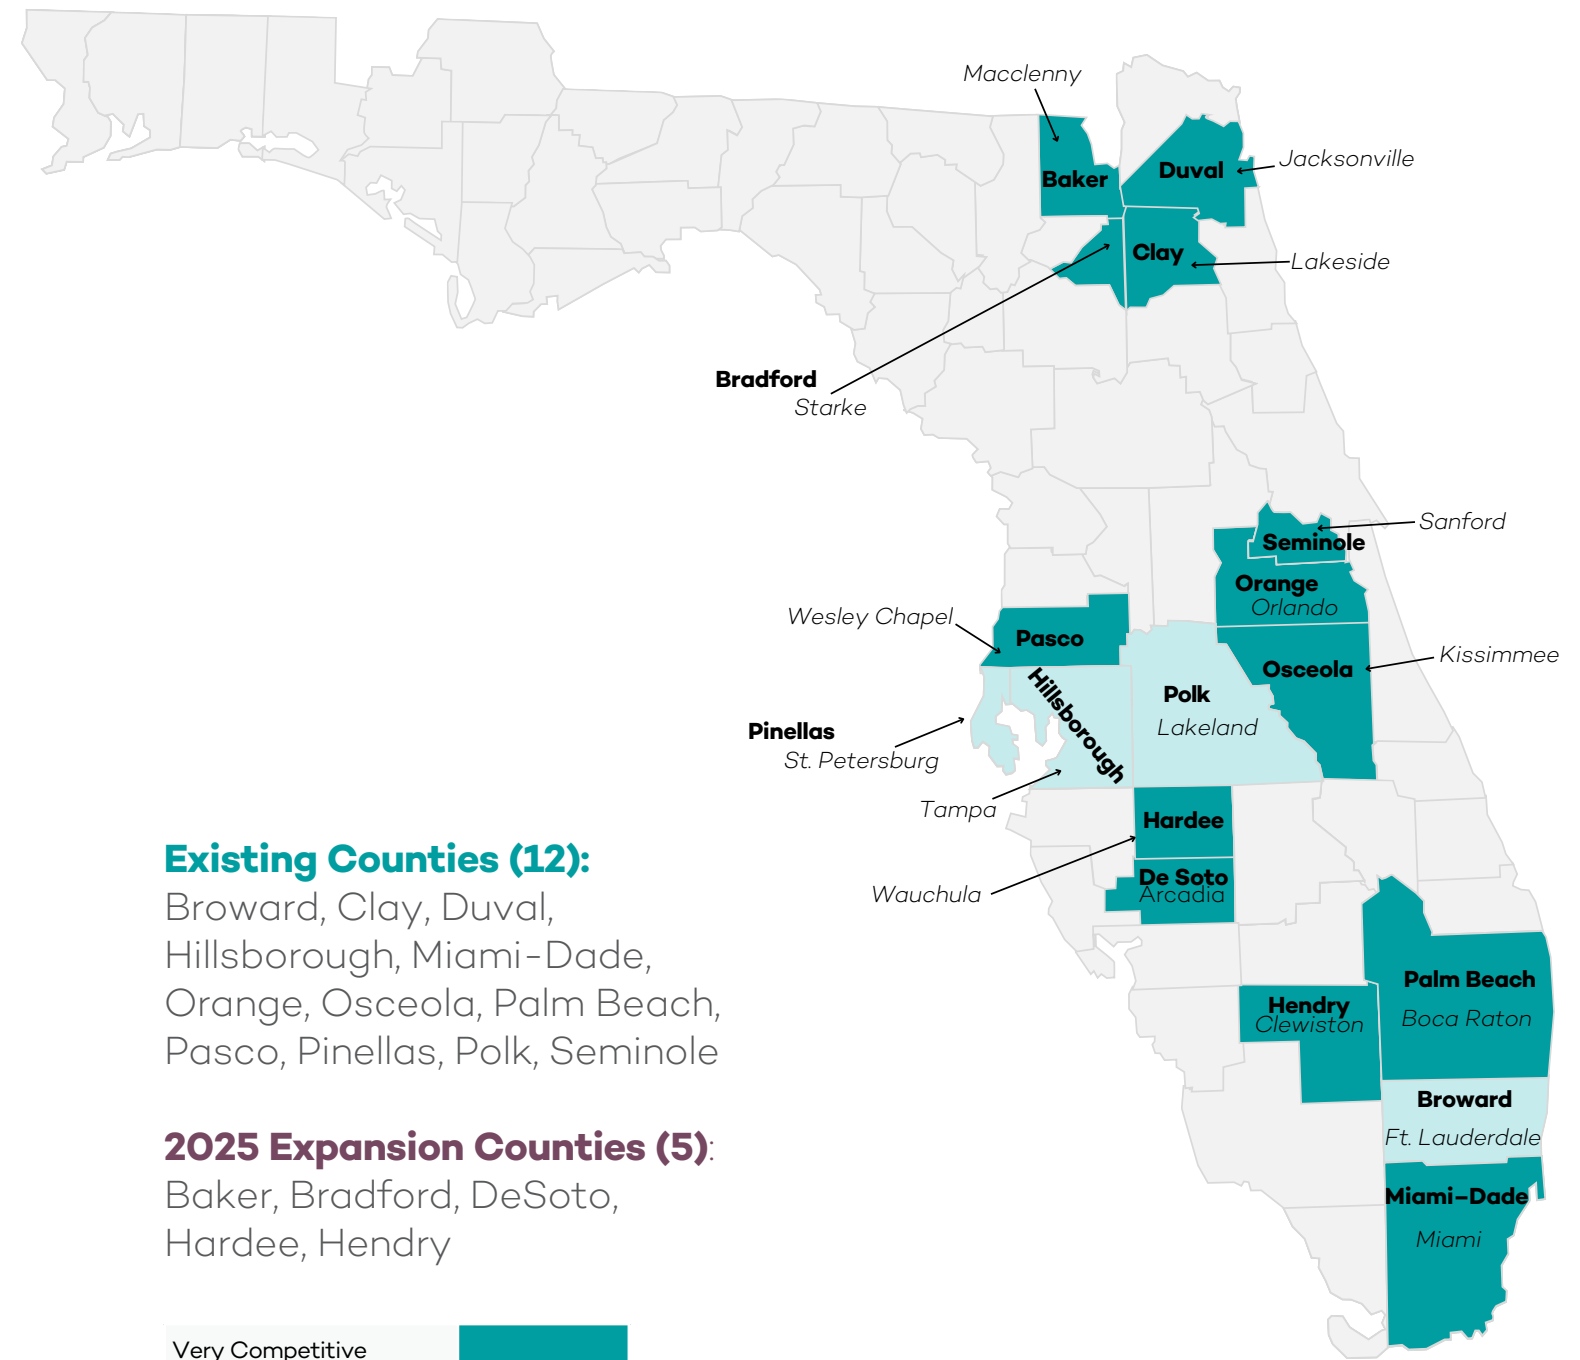 Macclenny
Baker
Duval
Jacksonville
Clay
Lakeside
Bradford
Starke
Sanford
Seminole
Orange
Orlando
Wesley Chapel
Pasco
Osceola
Kissimmee
Hillsborough
Polk
Lakeland
Pinellas
St. Petersburg
Tampa
Hardee
De Soto
Arcadia
Wauchula
Palm Beach
Boca Raton
Hendry
Clewiston
Broward
Ft. Lauderdale
Miami-Dade
Miami
Existing Counties (12):
Broward, Clay, Duval,
Hillsborough, Miami-Dade,
Orange, Osceola, Palm Beach,
Pasco, Pinellas, Polk, Seminole
2025 Expansion Counties (5):
Baker, Bradford, DeSoto,
Hardee, Hendry
Very Competitive